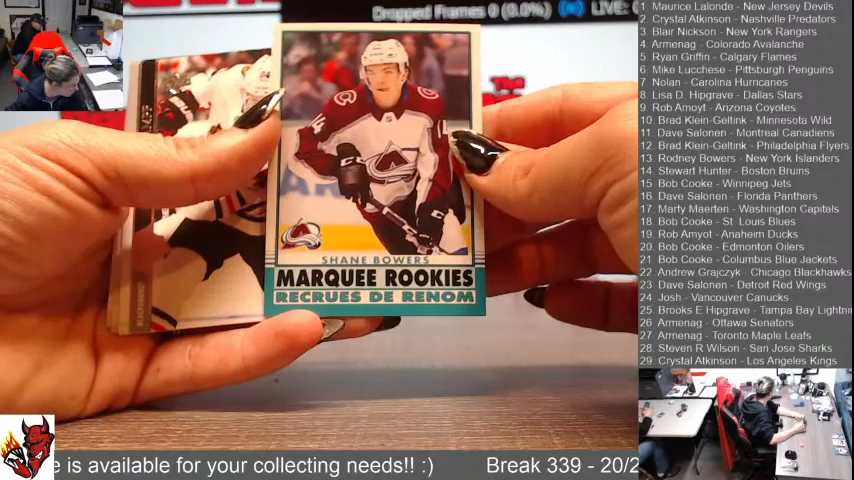 Dropped Frames 0 (0.0%) LIVE:
1 Maurice Lalonde - New Jersey Devils
2. Crystal Atkinson - Nashville Predators
3. Blair Nickson - New York Rangers
4 Armenag - Colorado Avalanche
5. Ryan Griffin - Calgary Flames
6. Mike Lucchese - Pittsburgh Penguins
7. Nolan - Carolina Hurricanes
8. Lisa D. Hipgrave - Dallas Stars
9. Rob Amoyt - Arizona Coyotes
10. Brad Klein-Geltink - Minnesota Wild
11. Dave Salonen - Montreal Canadiens
12. Brad Klein-Geltink - Philadelphia Flyers
13. Rodney Bowers - New York Islanders
14. Stewart Hunter - Boston Bruins
15 Bob Cooke - Winnipeg Jets
16. Dave Salonen - Florida Panthers
17. Marty Maerten - Washington Capitals
18. Bob Cooke - St. Louis Blues
19. Rob Amyot - Anaheim Ducks
20. Bob Cooke - Edmonton Oilers
21. Bob Cooke - Columbus Blue Jackets
22 Andrew Grajczyk - Chicago Blackhawks
23. Dave Salonen - Detroit Red Wings
24 Josh - Vancouver Canucks
25. Brooks E Hipgrave - Tampa Bay Lightnin
26 Armenag - Ottawa Senators
27. Armenag - Toronto Maple Leafs
28. Steven R Wilson - San Jose Sharks
29. Crystal Atkinson - Los Angeles Kings
14
SHANE BOWERS
MARQUEE ROOKIES
RECRUES DE RENOM
e is available for your collecting needs!! :) Break 339 - 20/2